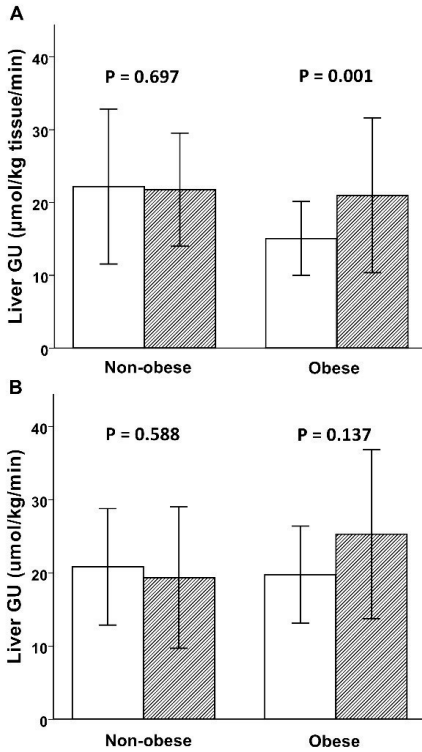 A
Liver GU (µmol/kg tissue/min)
40
30
20
10
0
P = 0.697
P = 0.001
Non-obese
Obese
B
Liver GU (umol/kg/min)
40
30
20
10
0
P = 0.588
P = 0.137
Non-obese
Obese